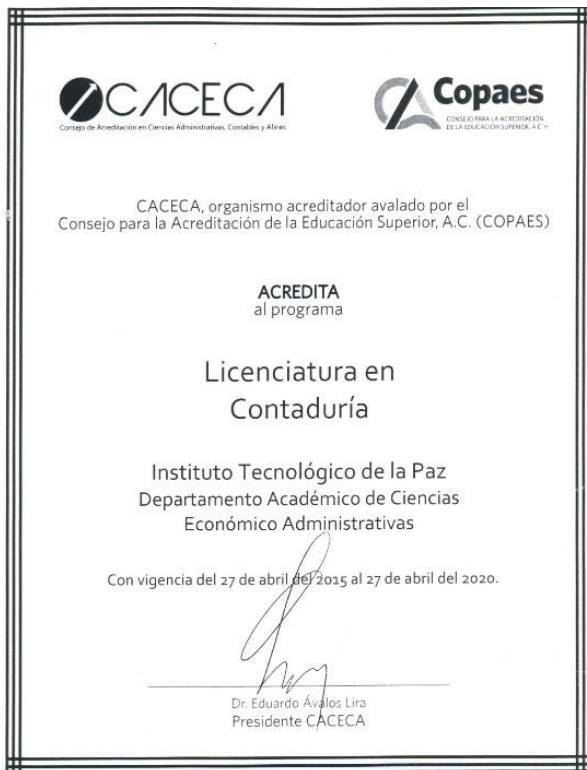 CACECA
Consejo de Acreditación en Ciencias Administrativas, Contables y Afines
Copaes
CONSEJO PARA LA ACREDITACIÓN
DE LA EDUCACIÓN SUPERIOR, A.C.
CACECA, organismo acreditador avalado por el
Consejo para la Acreditación de la Educación Superior, A.C. (COPAES)
ACREDITA
al programa
Licenciatura en
Contaduría
Instituto Tecnológico de la Paz
Departamento Académico de Ciencias
Económico Administrativas
Con vigencia del 27 de abril del 2015 al 27 de abril del 2020.
Dr. Eduardo Ávalos Lira
Presidente CACECA